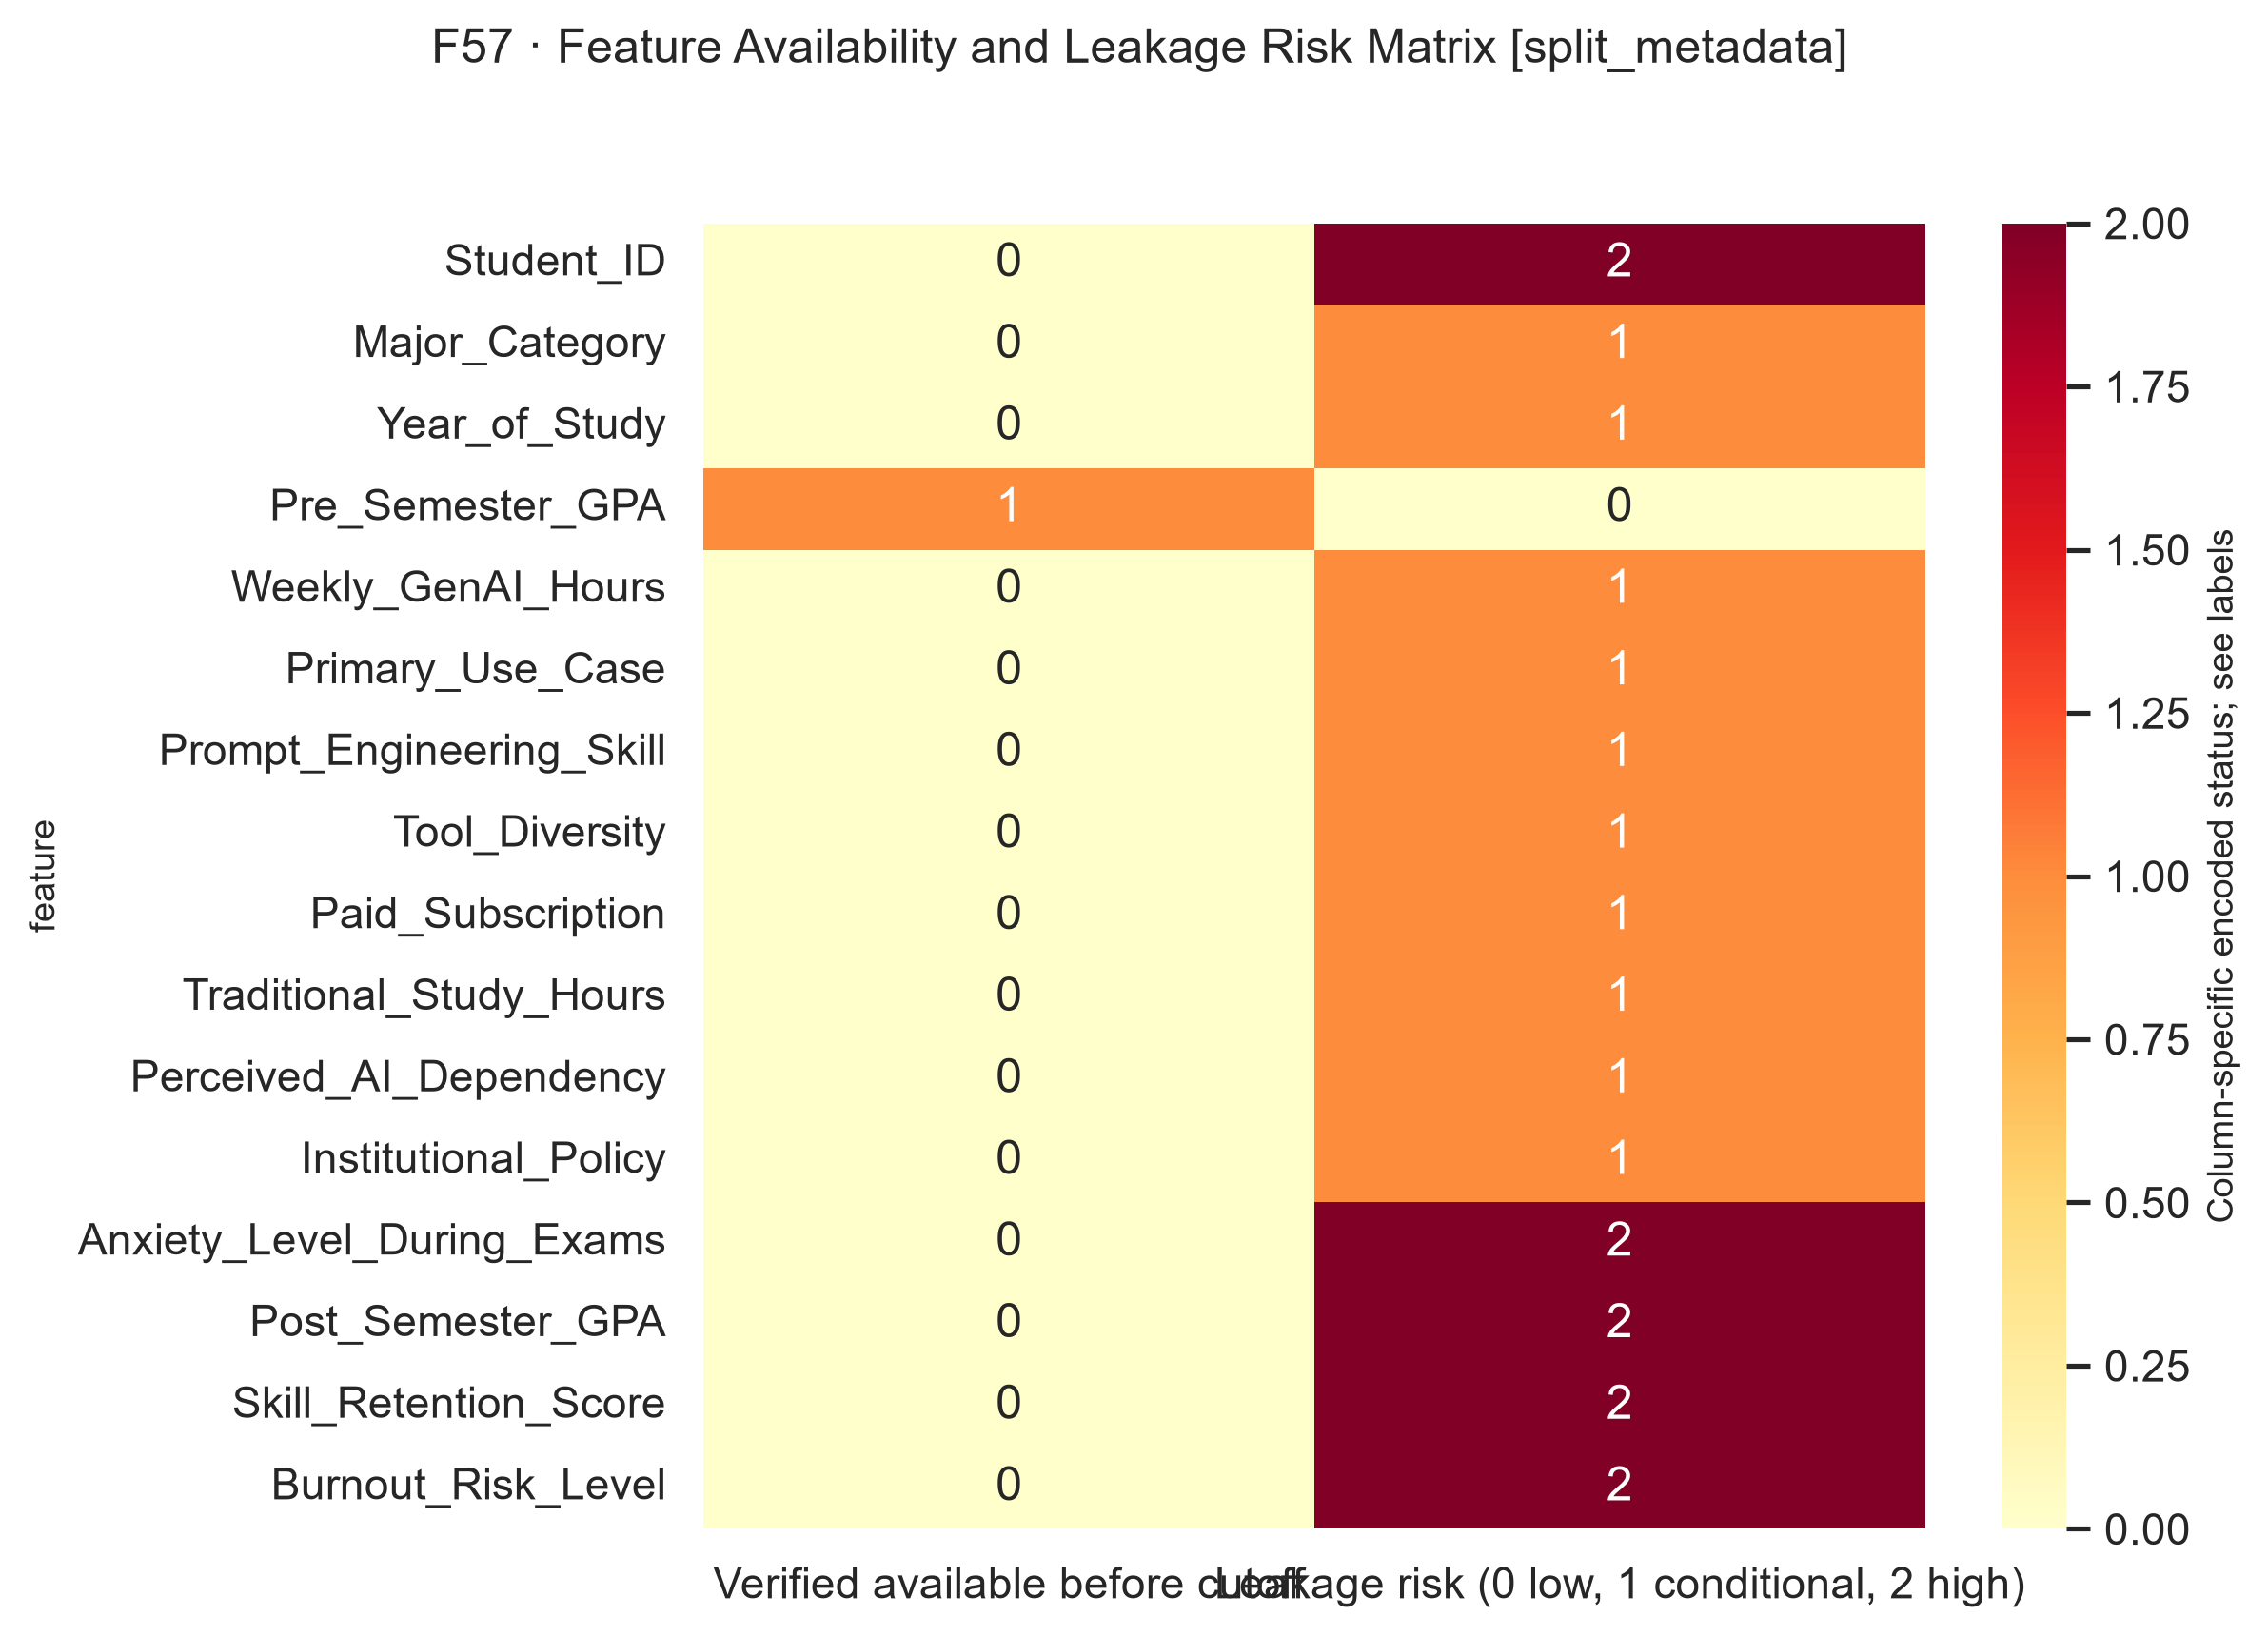 F57 · Feature Availability and Leakage Risk Matrix [split_metadata]
Student_ID 0 2 2.00
Major_Category 0 1
1.75
Year_of_Study 0 1
Pre_Semester_GPA 1 0
1.50
Weekly_GenAI_Hours 0 1
Primary_Use_Case 0 1
1.25
Prompt_Engineering_Skill 0 1
Tool_Diversity 0 1
feature
1.00
Column-specific encoded status; see labels
Paid_Subscription 0 1
Traditional_Study_Hours 0 1
0.75
Perceived_AI_Dependency 0 1
Institutional_Policy 0 1
0.50
Anxiety_Level_During_Exams 0 2
Post_Semester_GPA 0 2
0.25
Skill_Retention_Score 0 2
Burnout_Risk_Level 0 2
0.00
Verified available before cutoff
Leakage risk (0 low, 1 conditional, 2 high)